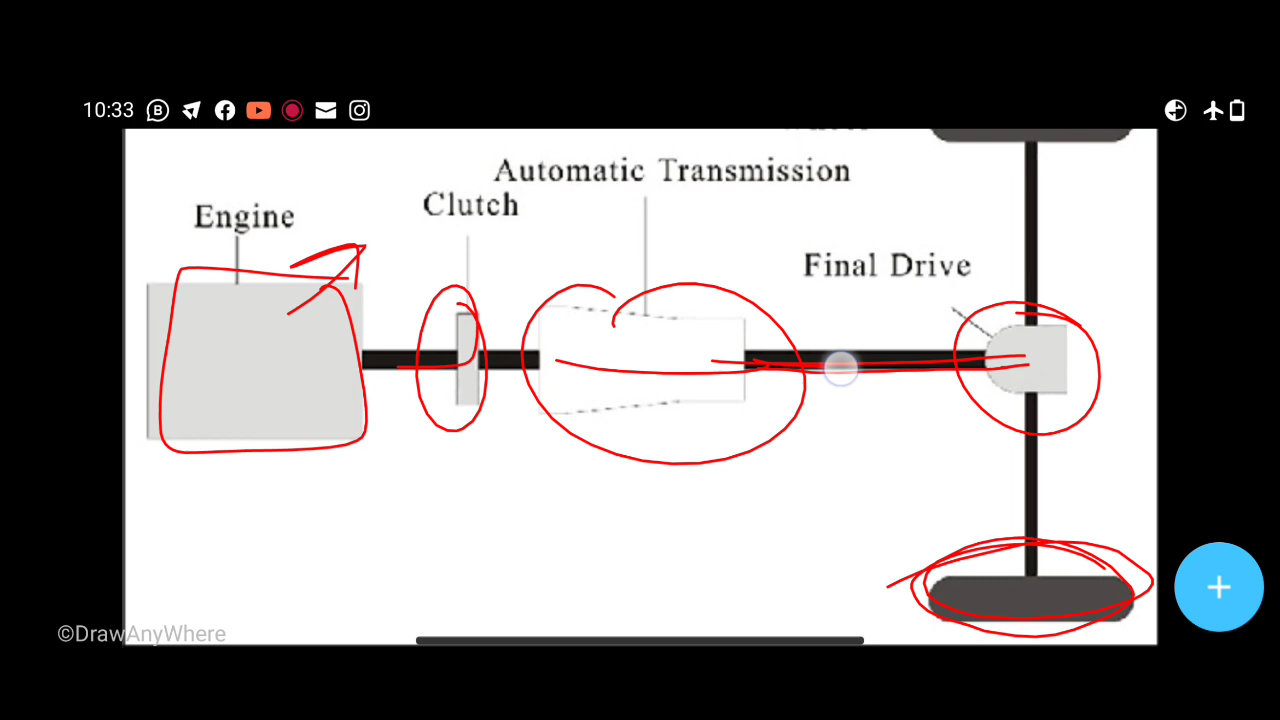 10:33
Automatic Transmission
Clutch
Engine
Final Drive
©DrawAnyWhere